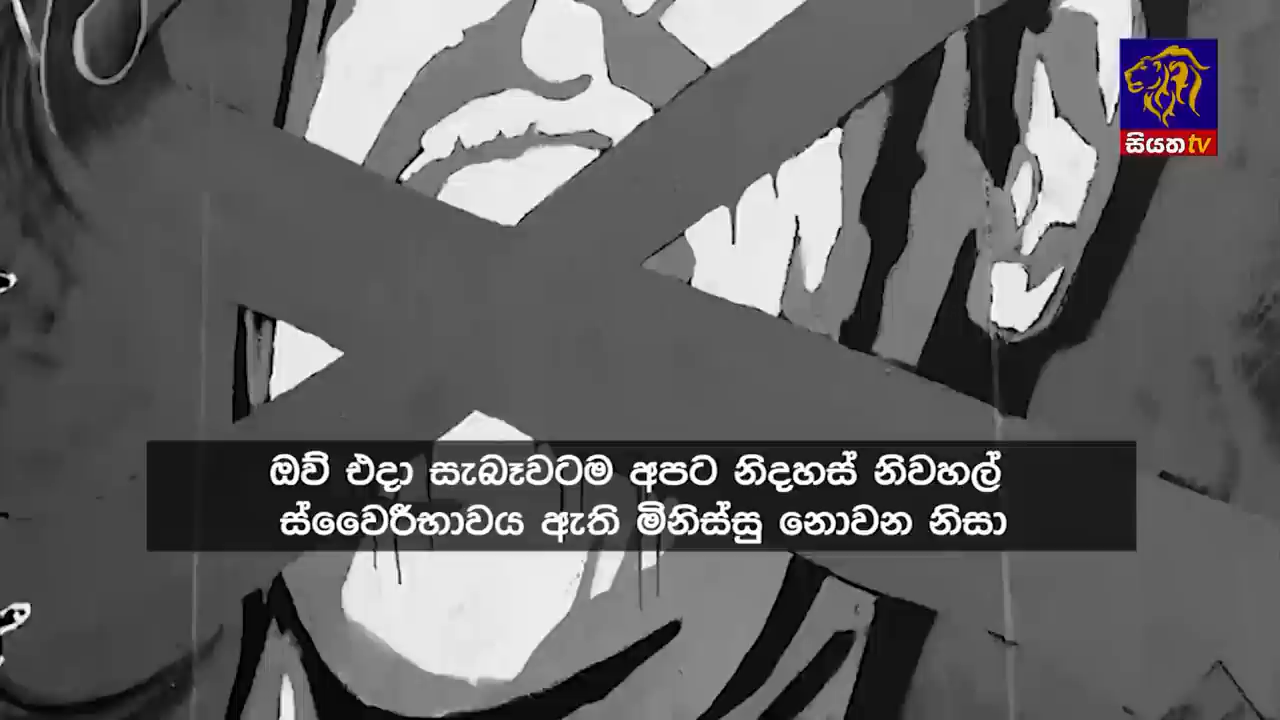 සියත tv
ඔව් එදා සැබෑවටම අපට නිදහස් නිවහල්
ස්වෛරීභාවය ඇති මිනිස්සු නොවන නිසා